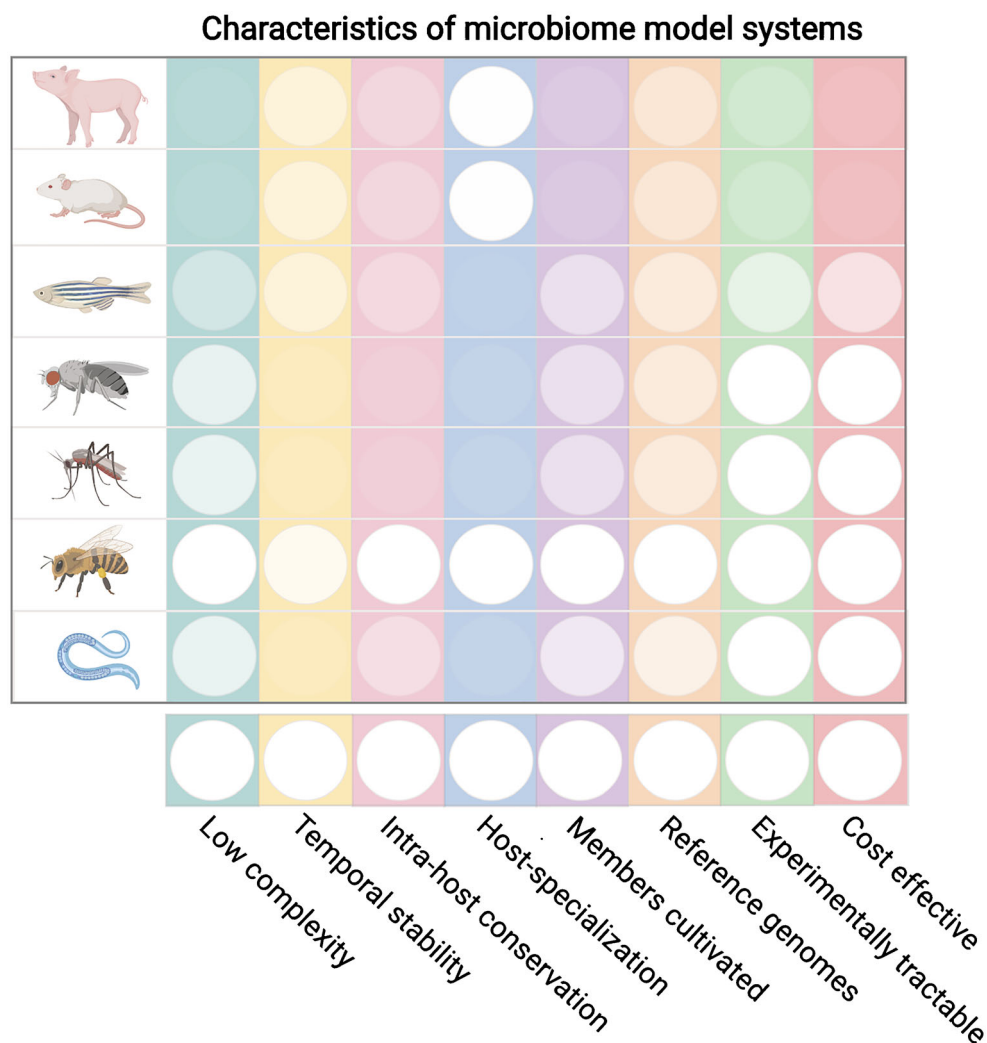 Characteristics of microbiome model systems
Low complexity
Temporal stability
Intra-host conservation
Host-specialization
Members cultivated
Reference genomes
Experimentally tractable
Cost effective